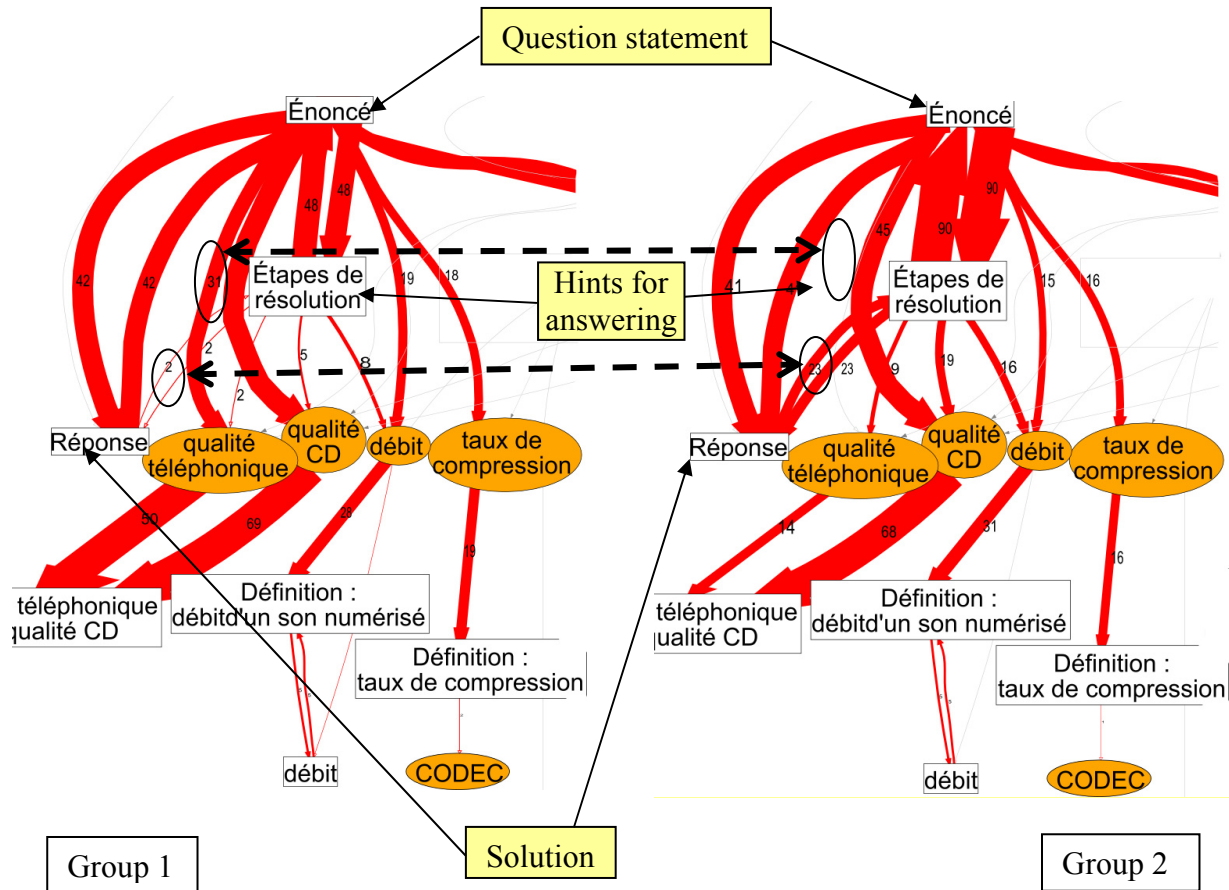 Question statement
Énoncé
Énoncé
48
48
90
90
42
42
31
19
18
41
4
45
15
16
Étapes de
résolution
Étapes de
résolution
Hints for
answering
2
2
2
5
8
23
23
9
19
16
Réponse
qualité
téléphonique
qualité
CD
débit
taux de
compression
Réponse
qualité
téléphonique
qualité
CD
débit
taux de
compression
50
69
28
19
14
68
31
16
téléphonique
qualité CD
Définition :
débitd'un son numérisé
Définition :
taux de compression
téléphonique
qualité CD
Définition :
débitd'un son numérisé
Définition :
taux de compression
débit
CODEC
débit
CODEC
Group 1
Solution
Group 2